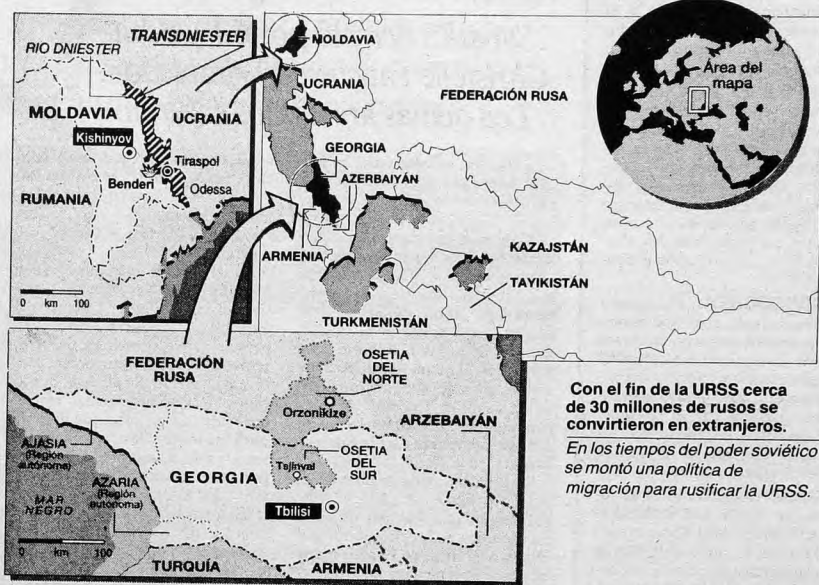 RIO DNIESTER
TRANSDNIESTER
MOLDAVIA
UCRANIA
Kishinyov
Tiraspol
Benderi
Odessa
RUMANIA
0 km 100
MOLDAVIA
UCRANIA
FEDERACIÓN RUSA
GEORGIA
AZERBAIYÁN
ARMENIA
KAZAJSTÁN
TAYIKISTÁN
TURKMENISTÁN
Área del
mapa
FEDERACIÓN
RUSA
OSETIA
DEL
NORTE
Orzonikize
ARZEBAIYÁN
AJASIA
(Región
autónoma)
GEORGIA
OSETIA
DEL
SUR
AZARIA
(Región
autónoma)
MAR
NEGRO
Tbilisi
0 km 100
TURQUÍA
ARMENIA
Con el fin de la URSS cerca
de 30 millones de rusos se
convirtieron en extranjeros.
En los tiempos del poder soviético
se montó una política de
migración para rusificar la URSS.